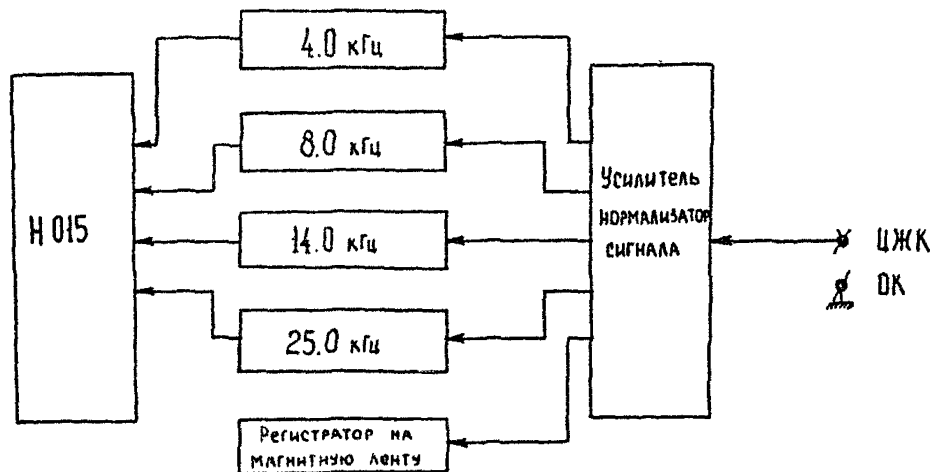 4.0 кГц
8.0 кГц
Н 015
14.0 кГц
25.0 кГц
Усилитель
нормализатор
сигнала
ЦЖК
ОК
Регистратор на
магнитную ленту